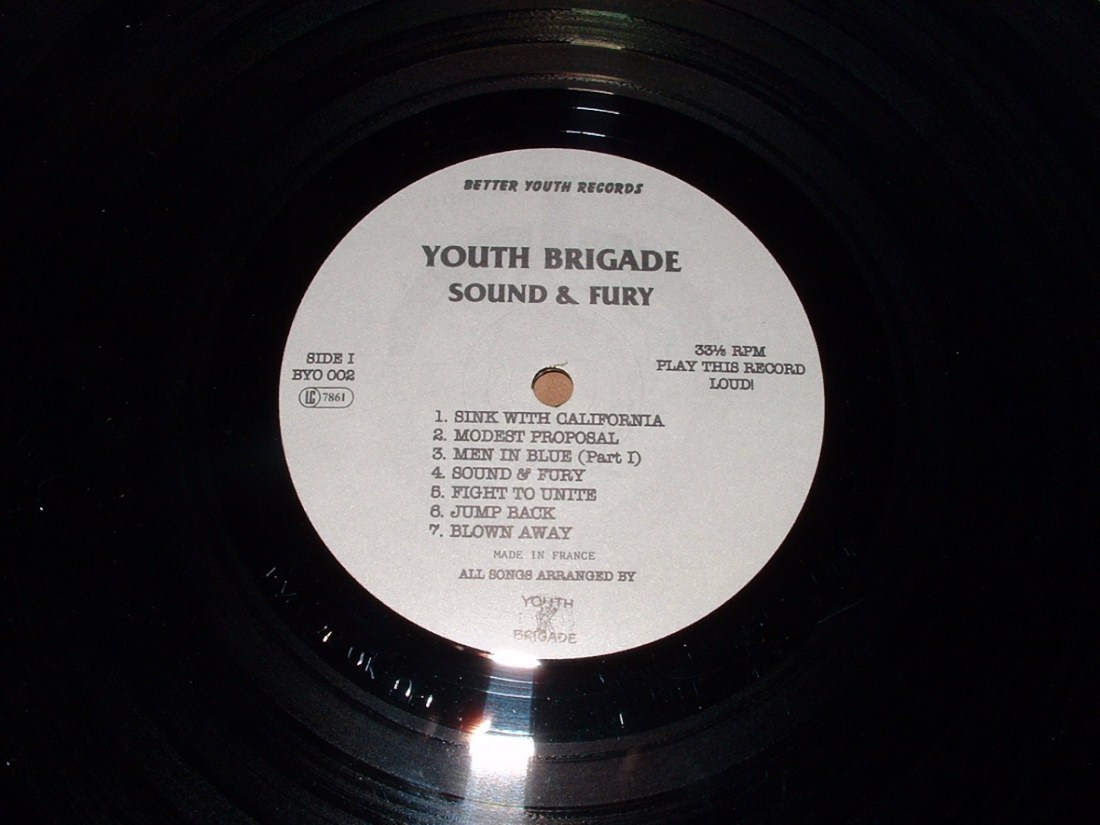 BETTER YOUTH RECORDS
YOUTH BRIGADE
SOUND & FURY
SIDE I
BYO 002
LC 7861
33⅓ RPM
PLAY THIS RECORD
LOUD!
1. SINK WITH CALIFORNIA
2. MODEST PROPOSAL
3. MEN IN BLUE (Part I)
4. SOUND & FURY
5. FIGHT TO UNITE
6. JUMP BACK
7. BLOWN AWAY
MADE IN FRANCE
ALL SONGS ARRANGED BY
YOUTH
BRIGADE